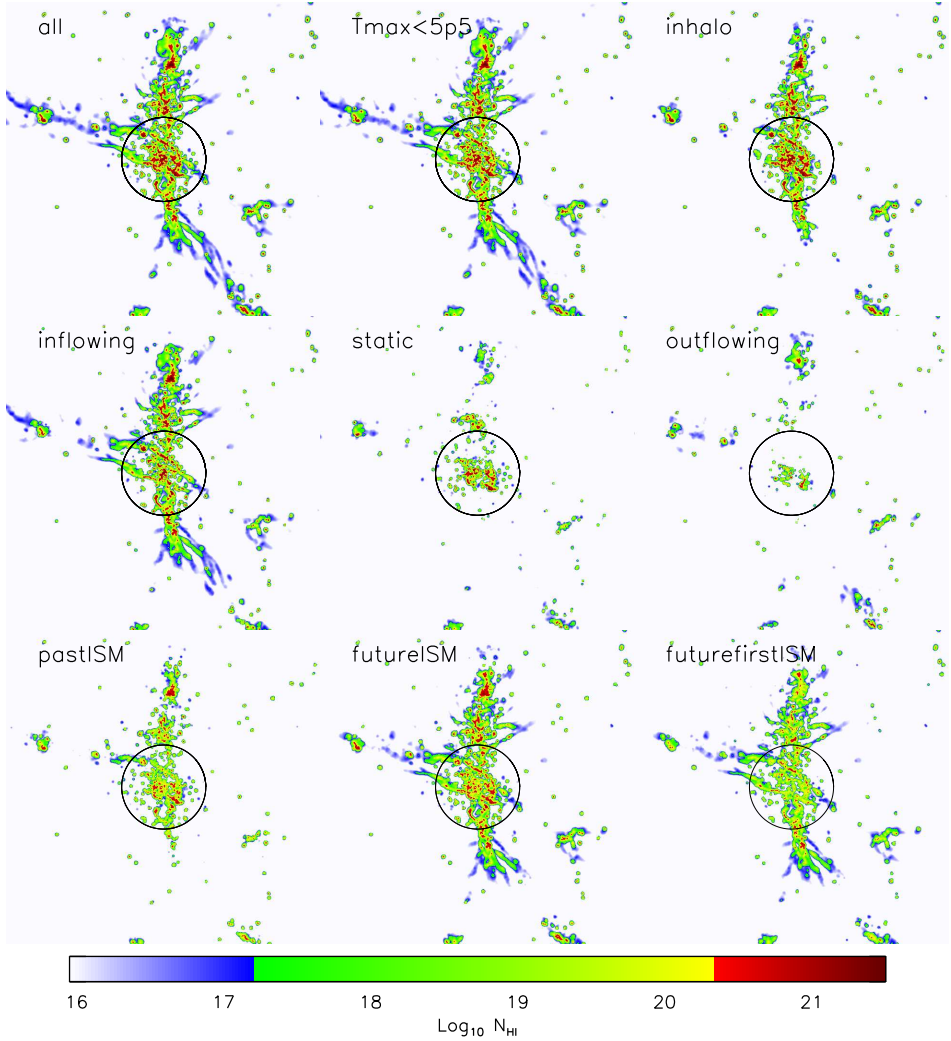 all Tmax<5p5 inhalo
inflowing static outflowing
pastISM futureISM futurefirstISM
16 17 18 19 20 21
Log10 NHI